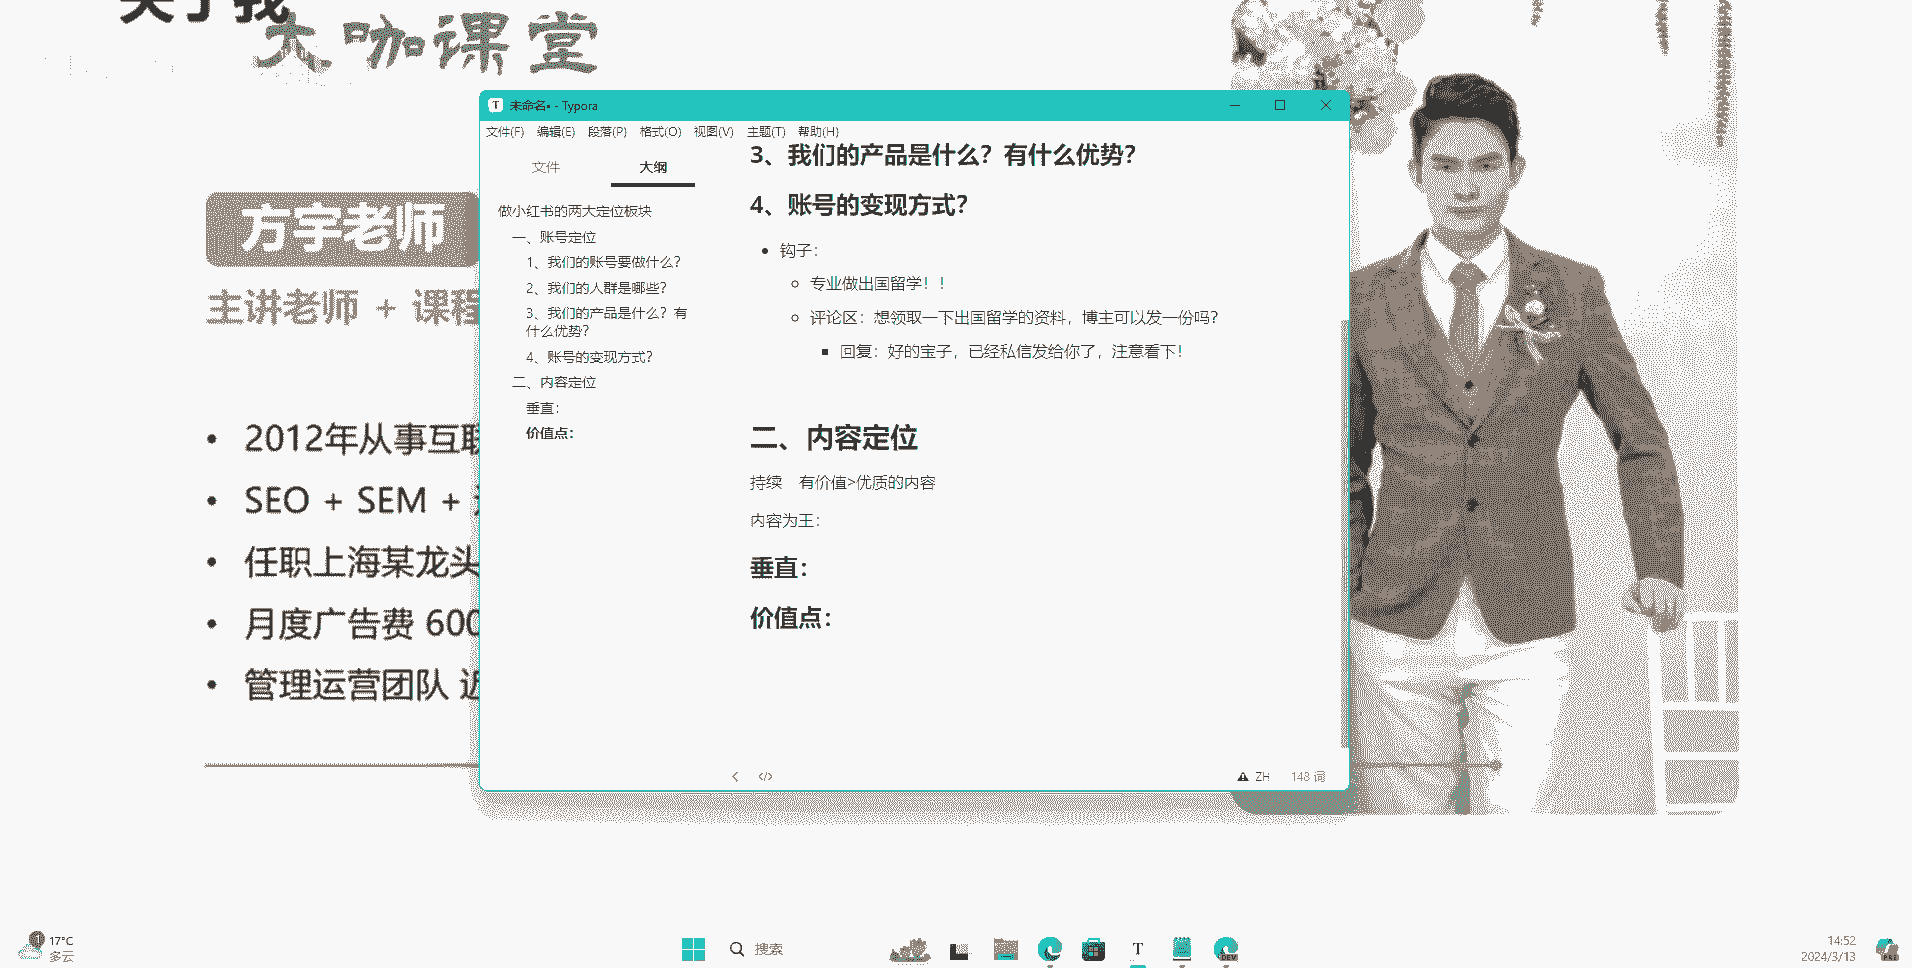 关于我
大咖课堂
方宇老师
主讲老师 + 课程
2012年从事互联
SEO + SEM +
任职上海某龙头
月度广告费 600
管理运营团队 近
T 未命名• - Typora
文件(F) 编辑(E) 段落(P) 格式(O) 视图(V) 主题(T) 帮助(H)
文件 大纲
做小红书的两大定位板块
一、账号定位
1、我们的账号要做什么?
2、我们的人群是哪些?
3、我们的产品是什么? 有
什么优势?
4、账号的变现方式?
二、内容定位
垂直:
价值点:
3、我们的产品是什么? 有什么优势?
4、账号的变现方式?
钩子:
专业做出国留学! !
评论区: 想领取一下出国留学的资料, 博主可以发一份吗?
回复: 好的宝子, 已经私信发给你了, 注意看下!
二、内容定位
持续 有价值>优质的内容
内容为王:
垂直:
价值点:
</> ZH 148 词
1 17°C
多云
搜索
T
DEV
14:52
2024/3/13
PRE